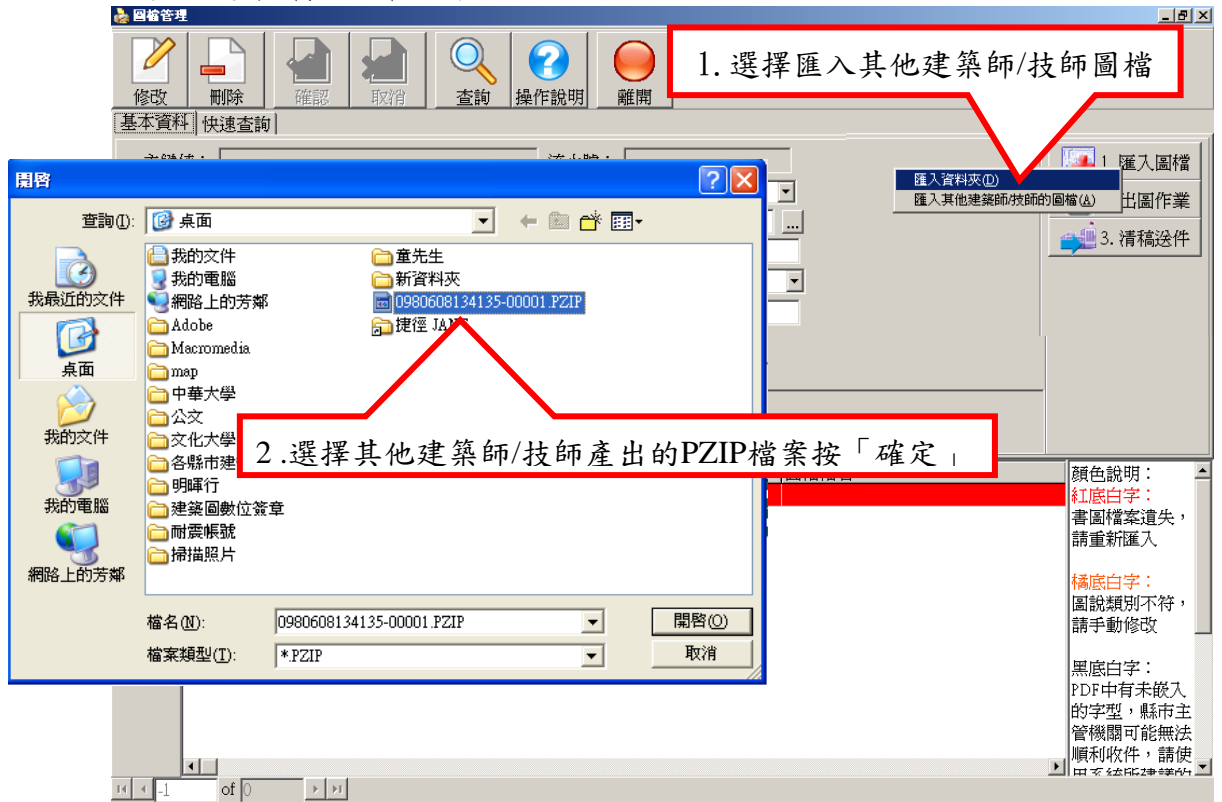 圖檔管理
1. 選擇匯入其他建築師/技師圖檔
修改 刪除 確認 取消 查詢 操作說明 離開
基本資料 快速查詢
1. 匯入圖檔
匯入資料夾(D)
匯入其他建築師/技師的圖檔(A)
出圖作業
3. 清稿送件
開啓
查詢(I): 桌面
我最近的文件
桌面
我的文件
我的電腦
網路上的芳鄰
我的文件
我的電腦
網路上的芳鄰
Adobe
Macromedia
map
中華大學
公文
文化大學
各縣市建
明暉行
建築圖數位簽章
耐震帳號
掃描照片
童先生
新資料夾
0980608134135-00001.PZIP
捷徑
2 .選擇其他建築師/技師產出的PZIP檔案按「確定」
檔名(N): 0980608134135-00001.PZIP 開啓(O)
檔案類型(T): *.PZIP 取消
顏色說明：
紅底白字：
書圖檔案遺失，
請重新匯入
橘底白字：
圖說類別不符，
請手動修改
黑底白字：
PDF中有未嵌入
的字型，縣市主
管機關可能無法
順利收件，請使
-1 of 0